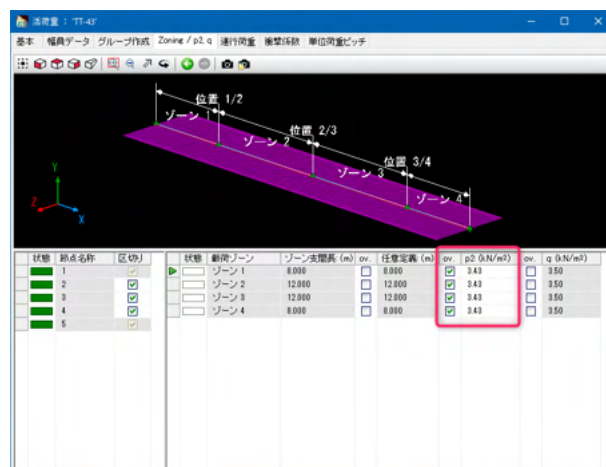 活荷重 : 'TT-43'
基本 幅員データ グループ作成 Zoning / p2, q 連行荷重 衝撃係数 単位荷重ピッチ
位置 1/2
ゾーン 1
位置 2/3
ゾーン 2
位置 3/4
ゾーン 3
ゾーン 4
Y
Z
X
状態 節点名称 区切り
1
2
3
4
5
状態 載荷ゾーン ゾーン支間長 (m) ov. 任意定義 (m) ov. p2 (kN/m²) ov. q (kN/m²)
ゾーン 1 8.000 8.000 3.43 3.50
ゾーン 2 12.000 12.000 3.43 3.50
ゾーン 3 12.000 12.000 3.43 3.50
ゾーン 4 8.000 8.000 3.43 3.50